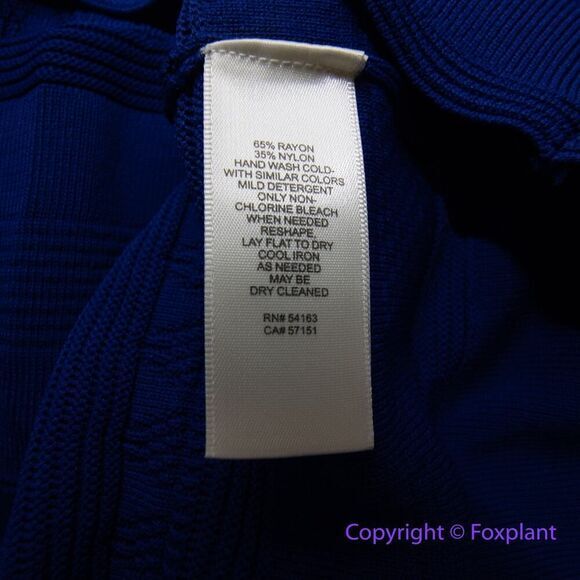 65% RAYON
35% NYLON
HAND WASH COLD-
WITH SIMILAR COLORS
MILD DETERGENT
ONLY NON-
CHLORINE BLEACH
WHEN NEEDED
RESHAPE,
LAY FLAT TO DRY
COOL IRON
AS NEEDED
MAY BE
DRY CLEANED
RN# 54163
CA# 57151
Copyright © Foxplant